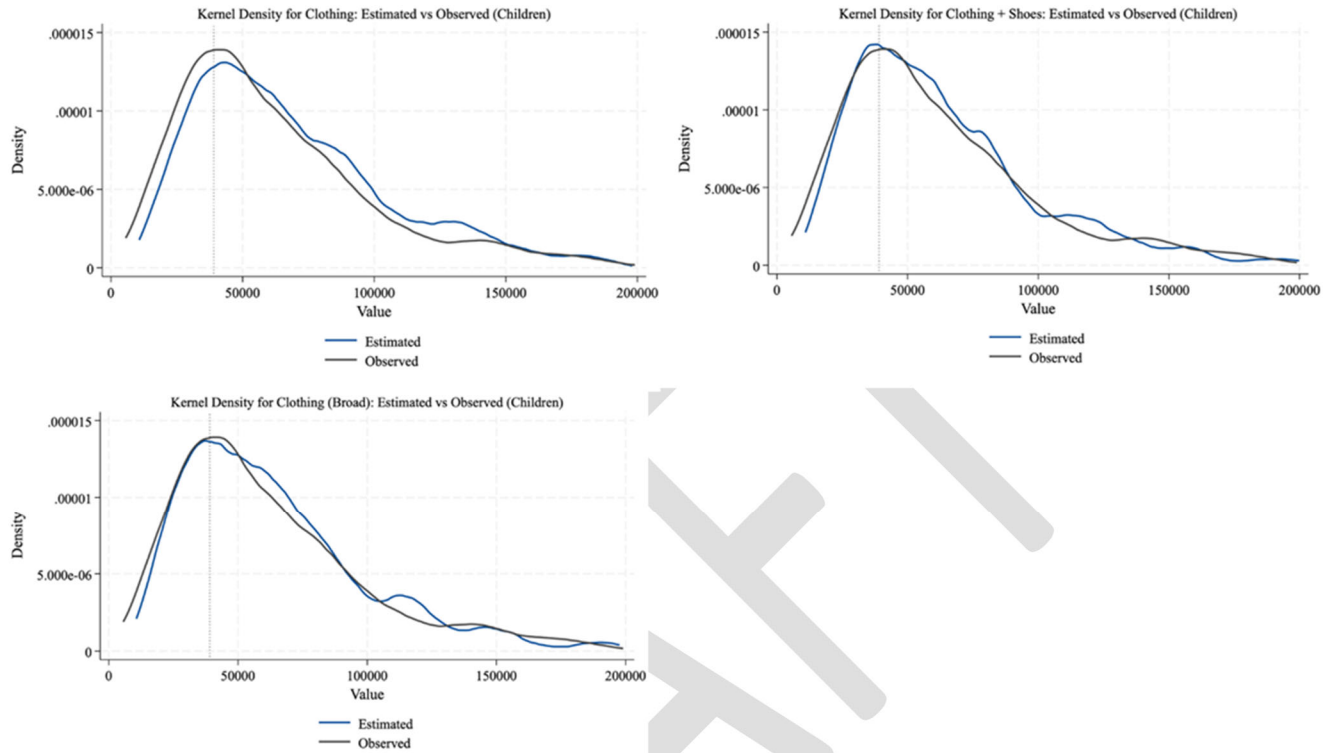 Kernel Density for Clothing: Estimated vs Observed (Children)
.000015
.00001
5.000e-06
0
Density
0 50000 100000 150000 200000
Value
Estimated
Observed
Kernel Density for Clothing + Shoes: Estimated vs Observed (Children)
.000015
.00001
5.000e-06
0
Density
0 50000 100000 150000 200000
Value
Estimated
Observed
Kernel Density for Clothing (Broad): Estimated vs Observed (Children)
.000015
.00001
5.000e-06
0
Density
0 50000 100000 150000 200000
Value
Estimated
Observed